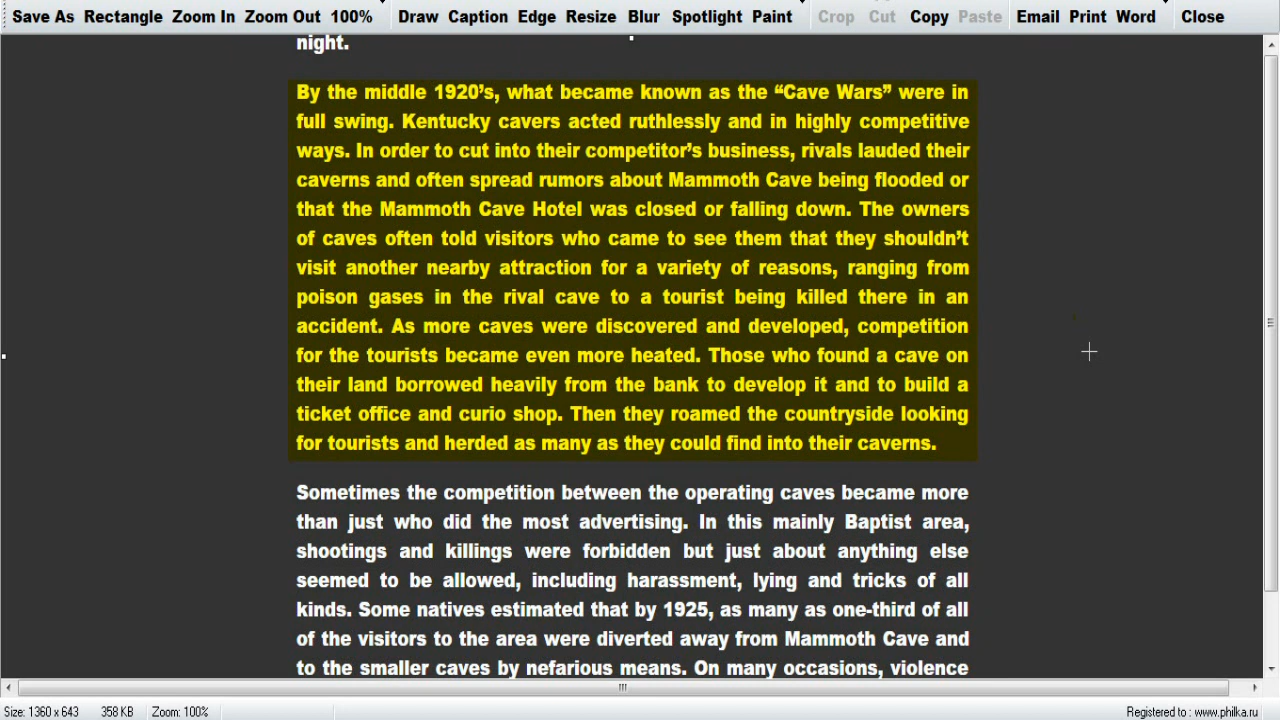 Save As Rectangle Zoom In Zoom Out 100% Draw Caption Edge Resize Blur Spotlight Paint Crop Cut Copy Paste Email Print Word Close
night.
By the middle 1920’s, what became known as the “Cave Wars” were in
full swing. Kentucky cavers acted ruthlessly and in highly competitive
ways. In order to cut into their competitor’s business, rivals lauded their
caverns and often spread rumors about Mammoth Cave being flooded or
that the Mammoth Cave Hotel was closed or falling down. The owners
of caves often told visitors who came to see them that they shouldn’t
visit another nearby attraction for a variety of reasons, ranging from
poison gases in the rival cave to a tourist being killed there in an
accident. As more caves were discovered and developed, competition
for the tourists became even more heated. Those who found a cave on
their land borrowed heavily from the bank to develop it and to build a
ticket office and curio shop. Then they roamed the countryside looking
for tourists and herded as many as they could find into their caverns.
Sometimes the competition between the operating caves became more
than just who did the most advertising. In this mainly Baptist area,
shootings and killings were forbidden but just about anything else
seemed to be allowed, including harassment, lying and tricks of all
kinds. Some natives estimated that by 1925, as many as one-third of all
of the visitors to the area were diverted away from Mammoth Cave and
to the smaller caves by nefarious means. On many occasions, violence
Size: 1360 x 643 358 KB Zoom: 100% Registered to : www.philka.ru